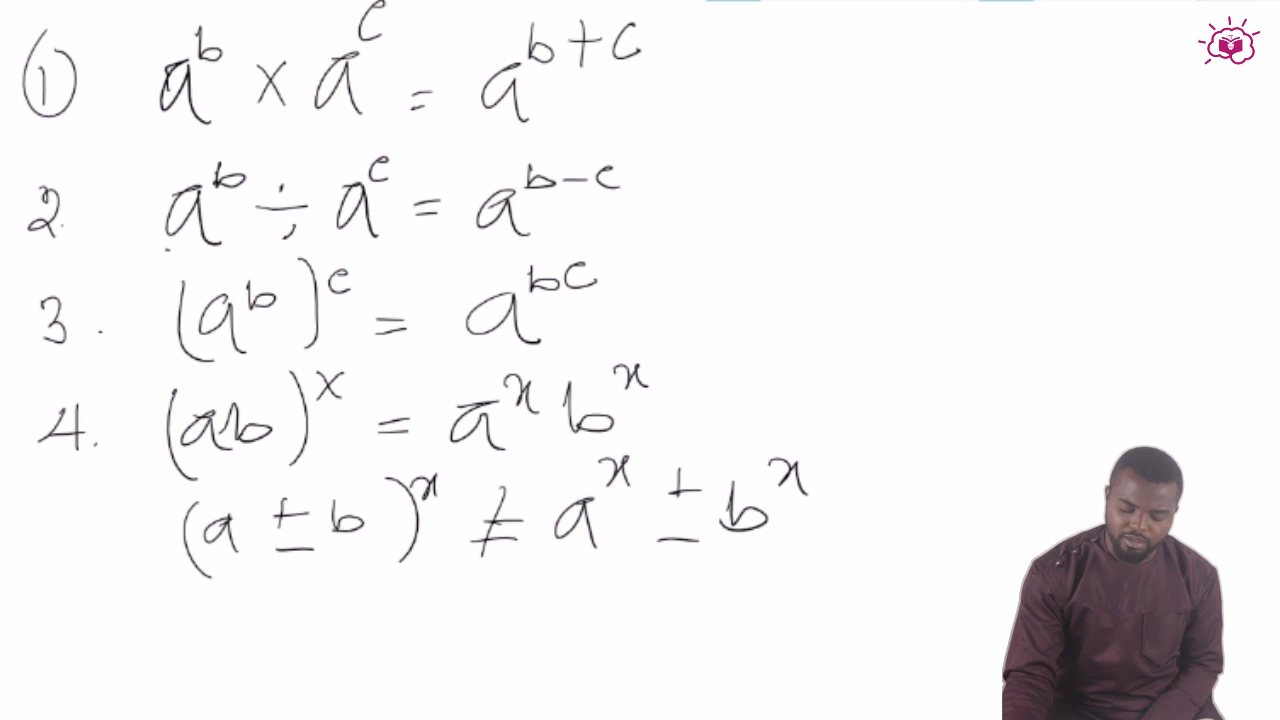 ① a^b × a^c = a^{b+c}
2. a^b ÷ a^c = a^{b-c}
3. (a^b)^c = a^{bc}
4. (ab)^x = a^x b^x
(a ± b)^x ≠ a^x ± b^x